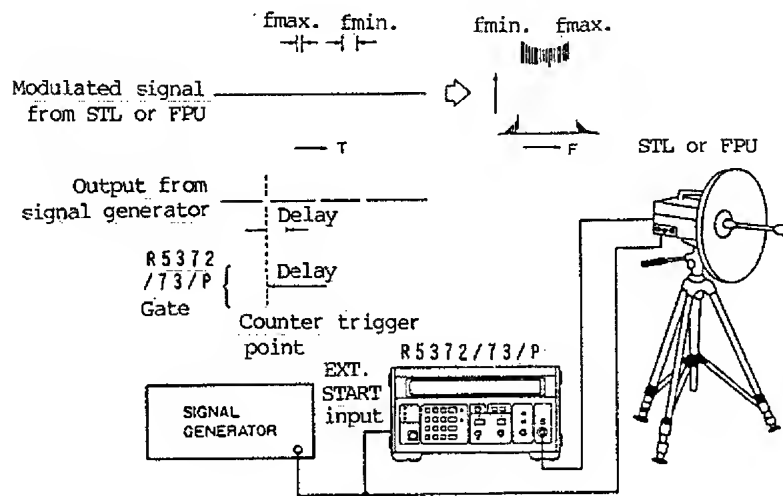 fmax. fmin.
fmin. fmax.
Modulated signal
from STL or FPU
T
F
STL or FPU
Output from
signal generator
Delay
R5372
/73/P
Gate
Delay
Counter trigger
point
R5372/73/P
EXT.
START
input
SIGNAL
GENERATOR